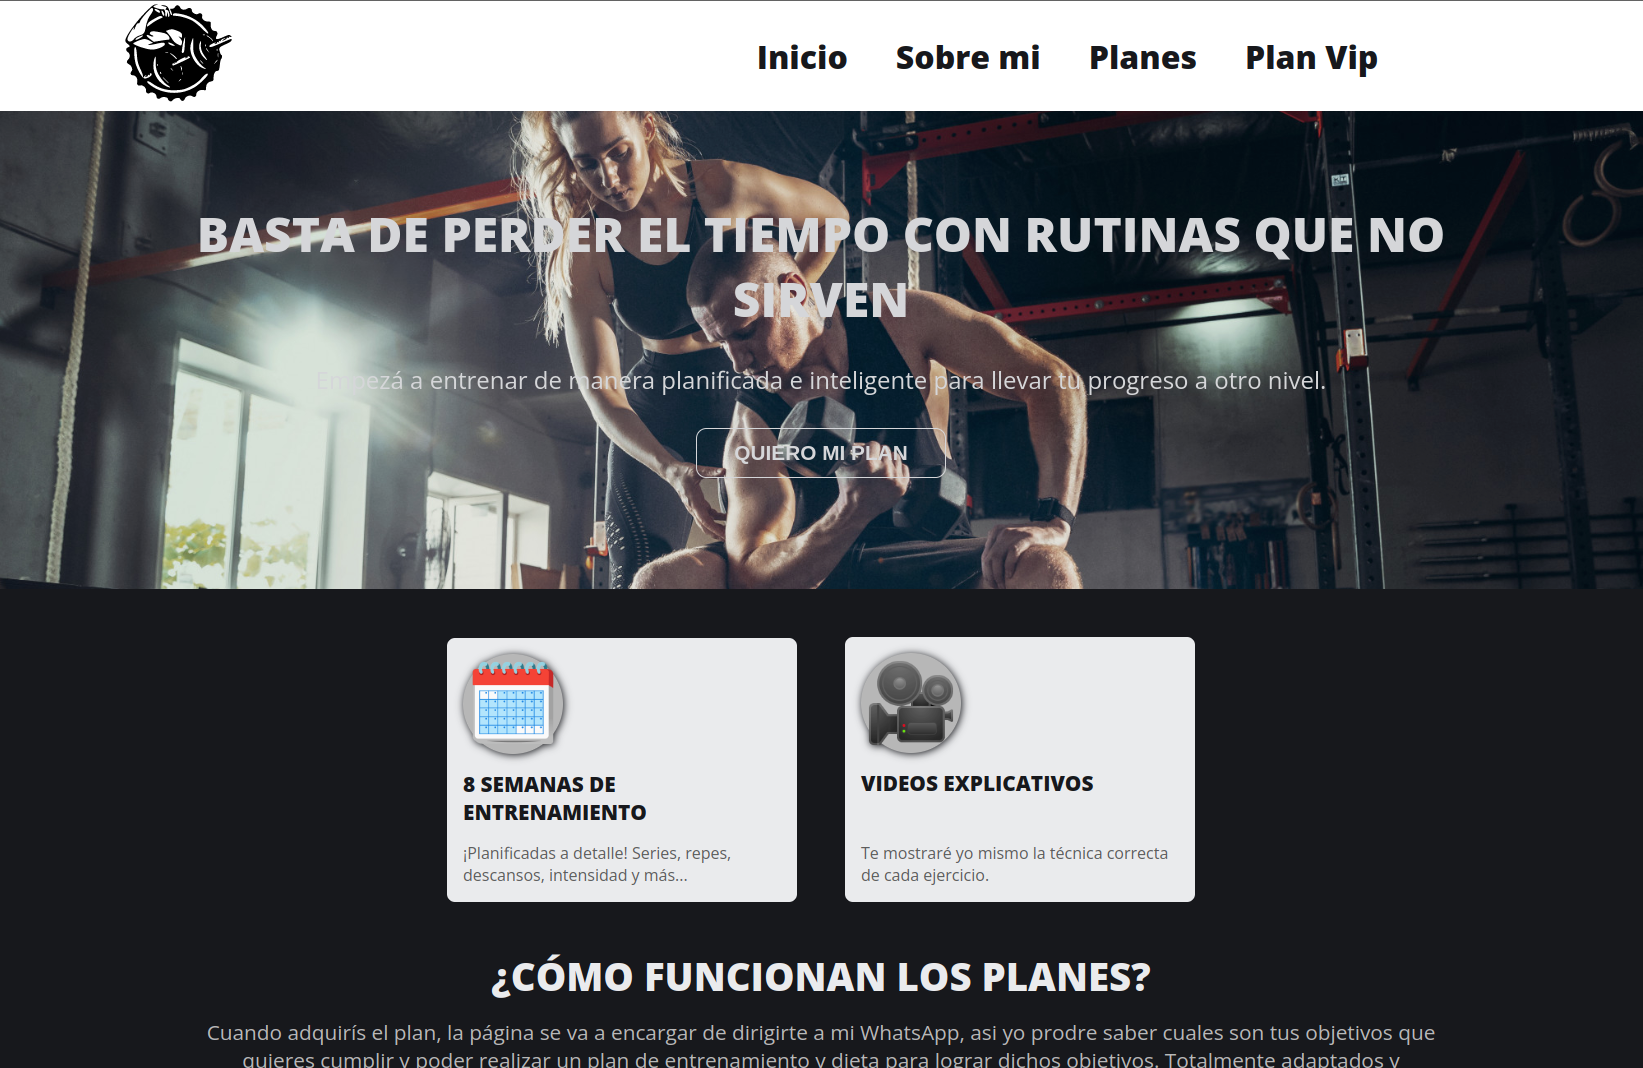 Inicio Sobre mi Planes Plan Vip
BASTA DE PERDER EL TIEMPO CON RUTINAS QUE NO
SIRVEN
Empezá a entrenar de manera planificada e inteligente para llevar tu progreso a otro nivel.
QUIERO MI PLAN
8 SEMANAS DE
ENTRENAMIENTO
¡Planificadas a detalle! Series, repes,
descansos, intensidad y más...
VIDEOS EXPLICATIVOS
Te mostraré yo mismo la técnica correcta
de cada ejercicio.
¿CÓMO FUNCIONAN LOS PLANES?
Cuando adquirís el plan, la página se va a encargar de dirigirte a mi WhatsApp, asi yo prodre saber cuales son tus objetivos que
quieres cumplir y poder realizar un plan de entrenamiento y dieta para lograr dichos objetivos. Totalmente adaptados y